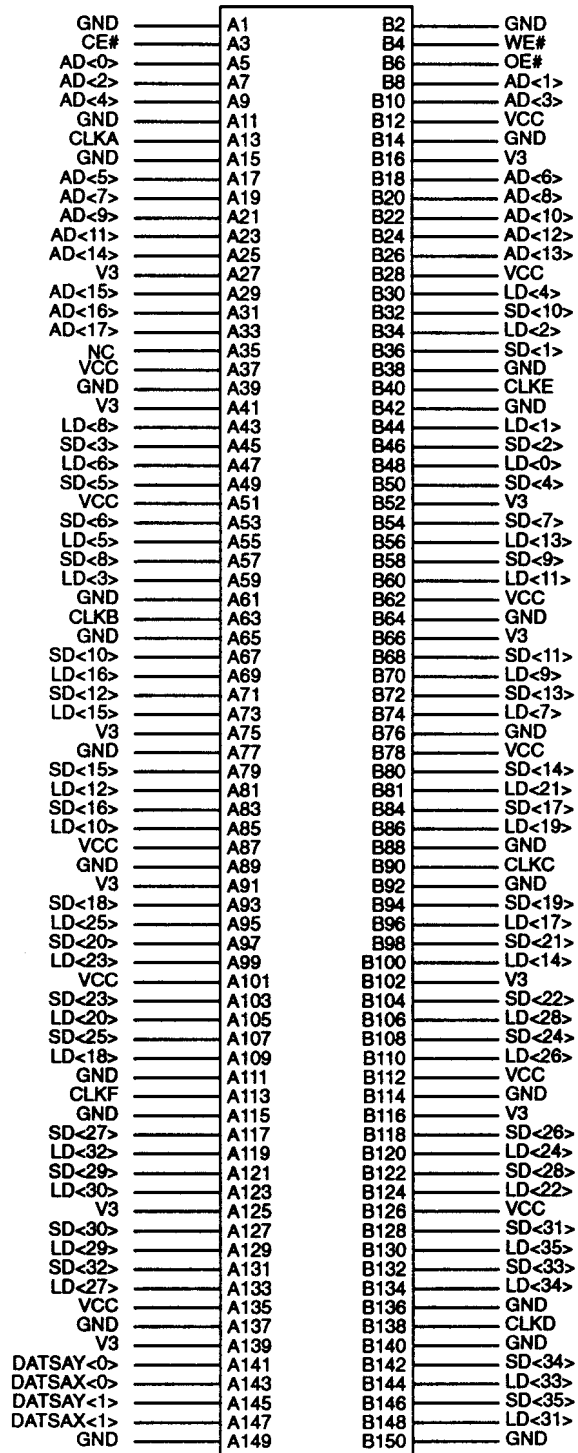 GND A1 B2 GND
CE# A3 B4 WE#
AD<0> A5 B6 OE#
AD<2> A7 B8 AD<1>
AD<4> A9 B10 AD<3>
GND A11 B12 VCC
CLKA A13 B14 GND
GND A15 B16 V3
AD<5> A17 B18 AD<6>
AD<7> A19 B20 AD<8>
AD<9> A21 B22 AD<10>
AD<11> A23 B24 AD<12>
AD<14> A25 B26 AD<13>
V3 A27 B28 VCC
AD<15> A29 B30 LD<4>
AD<16> A31 B32 SD<10>
AD<17> A33 B34 LD<2>
NC A35 B36 SD<1>
VCC A37 B38 GND
GND A39 B40 CLKE
V3 A41 B42 GND
LD<8> A43 B44 LD<1>
SD<3> A45 B46 SD<2>
LD<6> A47 B48 LD<0>
SD<5> A49 B50 SD<4>
VCC A51 B52 V3
SD<6> A53 B54 SD<7>
LD<5> A55 B56 LD<13>
SD<8> A57 B58 SD<9>
LD<3> A59 B60 LD<11>
GND A61 B62 VCC
CLKB A63 B64 GND
GND A65 B66 V3
SD<10> A67 B68 SD<11>
LD<16> A69 B70 LD<9>
SD<12> A71 B72 SD<13>
LD<15> A73 B74 LD<7>
V3 A75 B76 GND
GND A77 B78 VCC
SD<15> A79 B80 SD<14>
LD<12> A81 B81 LD<21>
SD<16> A83 B84 SD<17>
LD<10> A85 B86 LD<19>
VCC A87 B88 GND
GND A89 B90 CLKC
V3 A91 B92 GND
SD<18> A93 B94 SD<19>
LD<25> A95 B96 LD<17>
SD<20> A97 B98 SD<21>
LD<23> A99 B100 LD<14>
VCC A101 B102 V3
SD<23> A103 B104 SD<22>
LD<20> A105 B106 LD<28>
SD<25> A107 B108 SD<24>
LD<18> A109 B110 LD<26>
GND A111 B112 VCC
CLKF A113 B114 GND
GND A115 B116 V3
SD<27> A117 B118 SD<26>
LD<32> A119 B120 LD<24>
SD<29> A121 B122 SD<28>
LD<30> A123 B124 LD<22>
V3 A125 B126 VCC
SD<30> A127 B128 SD<31>
LD<29> A129 B130 LD<35>
SD<32> A131 B132 SD<33>
LD<27> A133 B134 LD<34>
VCC A135 B136 GND
GND A137 B138 CLKD
V3 A139 B140 GND
DATSAY<0> A141 B142 SD<34>
DATSAX<0> A143 B144 LD<33>
DATSAY<1> A145 B146 SD<35>
DATSAX<1> A147 B148 LD<31>
GND A149 B150 GND